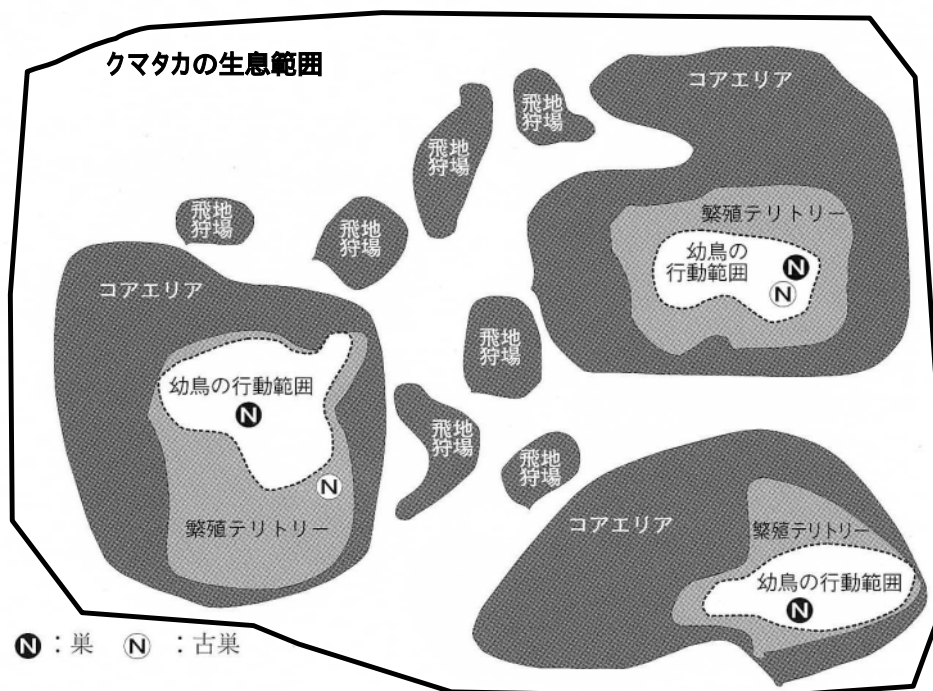 クマタカの生息範囲
コアエリア
飛地
狩場
飛地
狩場
飛地
狩場
飛地
狩場
繁殖テリトリー
幼鳥の
行動範囲
N
N
コアエリア
飛地
狩場
幼鳥の行動範囲
N
飛地
狩場
飛地
狩場
N
繁殖テリトリー
コアエリア
繁殖テリトリー
幼鳥の行動範囲
N
N:巣 N:古巣